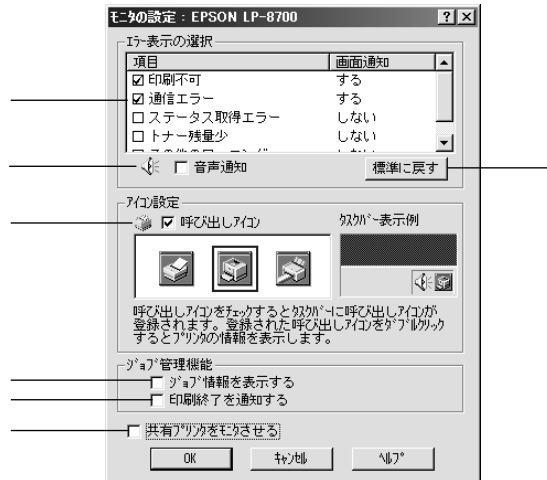 モニタの設定：EPSON LP-8700
エラー表示の選択
項目 画面通知
印刷不可 する
通信エラー する
ステータス取得エラー しない
トナー残量少 しない
音声通知 標準に戻す
アイコン設定
呼び出しアイコン タスクバー表示例
呼び出しアイコンをチェックするとタスクバーに呼び出しアイコンが
登録されます。登録された呼び出しアイコンをダブルクリック
するとプリンタの情報を表示します。
ジョブ管理機能
ジョブ情報を表示する
印刷終了を通知する
共有プリンタをモニタさせる
OK キャンセル ヘルプ